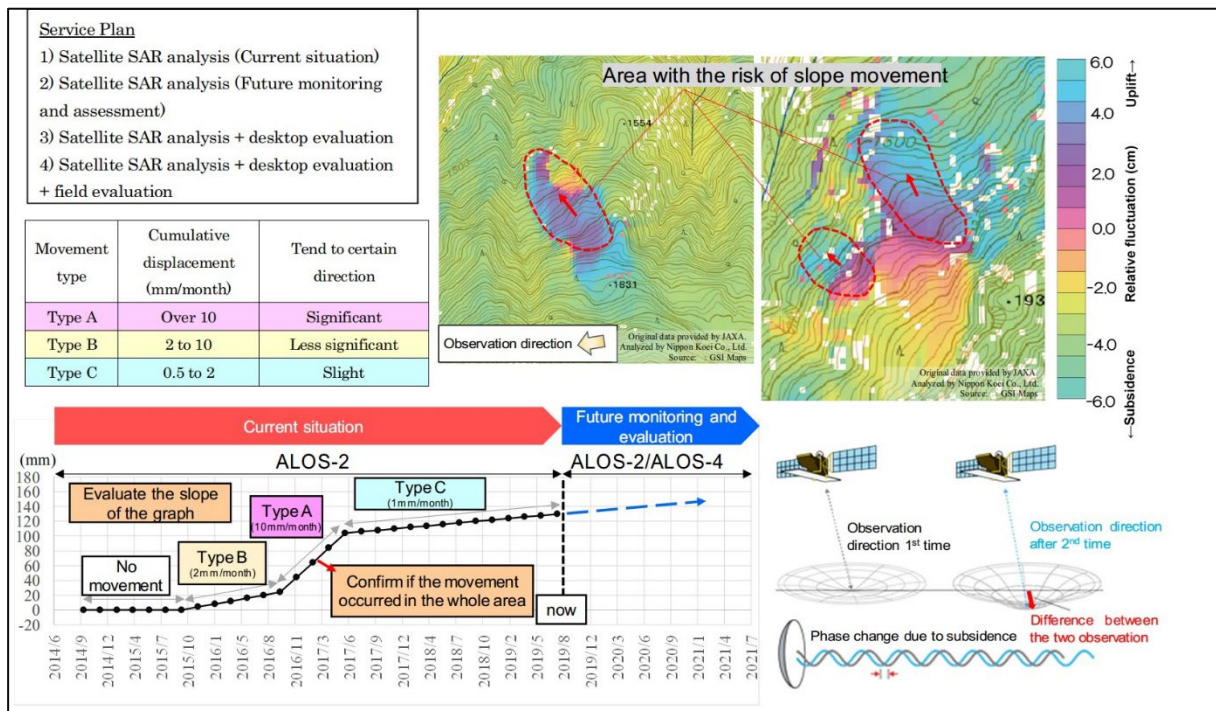 Service Plan
1) Satellite SAR analysis (Current situation)
2) Satellite SAR analysis (Future monitoring
and assessment)
3) Satellite SAR analysis + desktop evaluation
4) Satellite SAR analysis + desktop evaluation
+ field evaluation
Movement
type
Cumulative
displacement
(mm/month)
Tend to certain
direction
Type A
Over 10
Significant
Type B
2 to 10
Less significant
Type C
0.5 to 2
Slight
Area with the risk of slope movement
1554
1631
Observation direction
Original data provided by JAXA.
Analyzed by Nippon Koei Co., Ltd.
Source: : GSI Maps
1500
193
Original data provided by JAXA.
Analyzed by Nippon Koei Co., Ltd.
Source: : GSI Maps
6.0
4.0
2.0
0.0
-2.0
-4.0
-6.0
Uplift→
Relative fluctuation (cm)
←Subsidence
Current situation
Future monitoring and
evaluation
(mm)
ALOS-2
ALOS-2/ALOS-4
180
160
140
120
100
80
60
40
20
0
-20
Evaluate the slope
of the graph
Type A
(10mm/month)
Type C
(1mm/month)
Type B
(2mm/month)
No
movement
Confirm if the movement
occurred in the whole area
now
2014/6
2014/9
2014/12
2015/4
2015/7
2015/10
2016/2
2016/5
2016/8
2016/11
2017/3
2017/6
2017/9
2017/12
2018/4
2018/7
2018/10
2019/2
2019/5
2019/8
2019/12
2020/3
2020/6
2020/9
2021/1
2021/4
2021/7
Observation
direction 1st time
Observation direction
after 2nd time
Difference between
the two observation
Phase change due to subsidence